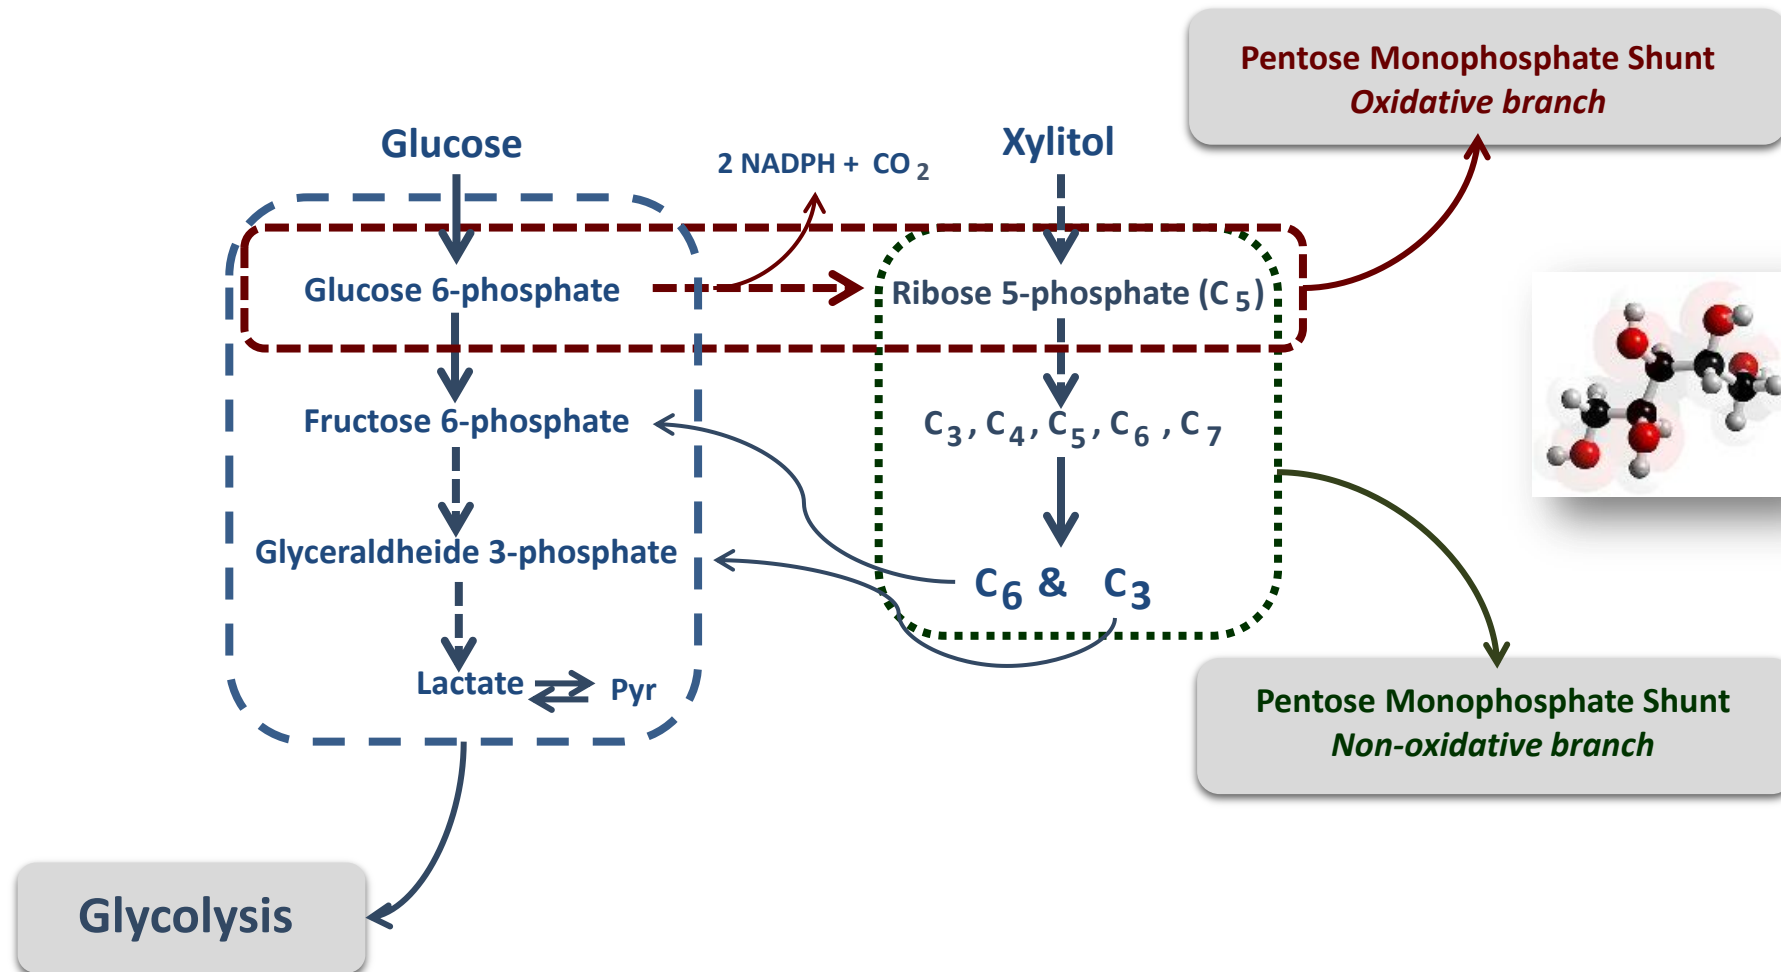 Pentose Monophosphate Shunt
Oxidative branch
Glucose
2 NADPH + CO2
Xylitol
Glucose 6-phosphate
Ribose 5-phosphate (C5)
Fructose 6-phosphate
C3, C4, C5, C6, C7
Glyceraldheide 3-phosphate
C6 & C3
Lactate
Pyr
Pentose Monophosphate Shunt
Non-oxidative branch
Glycolysis